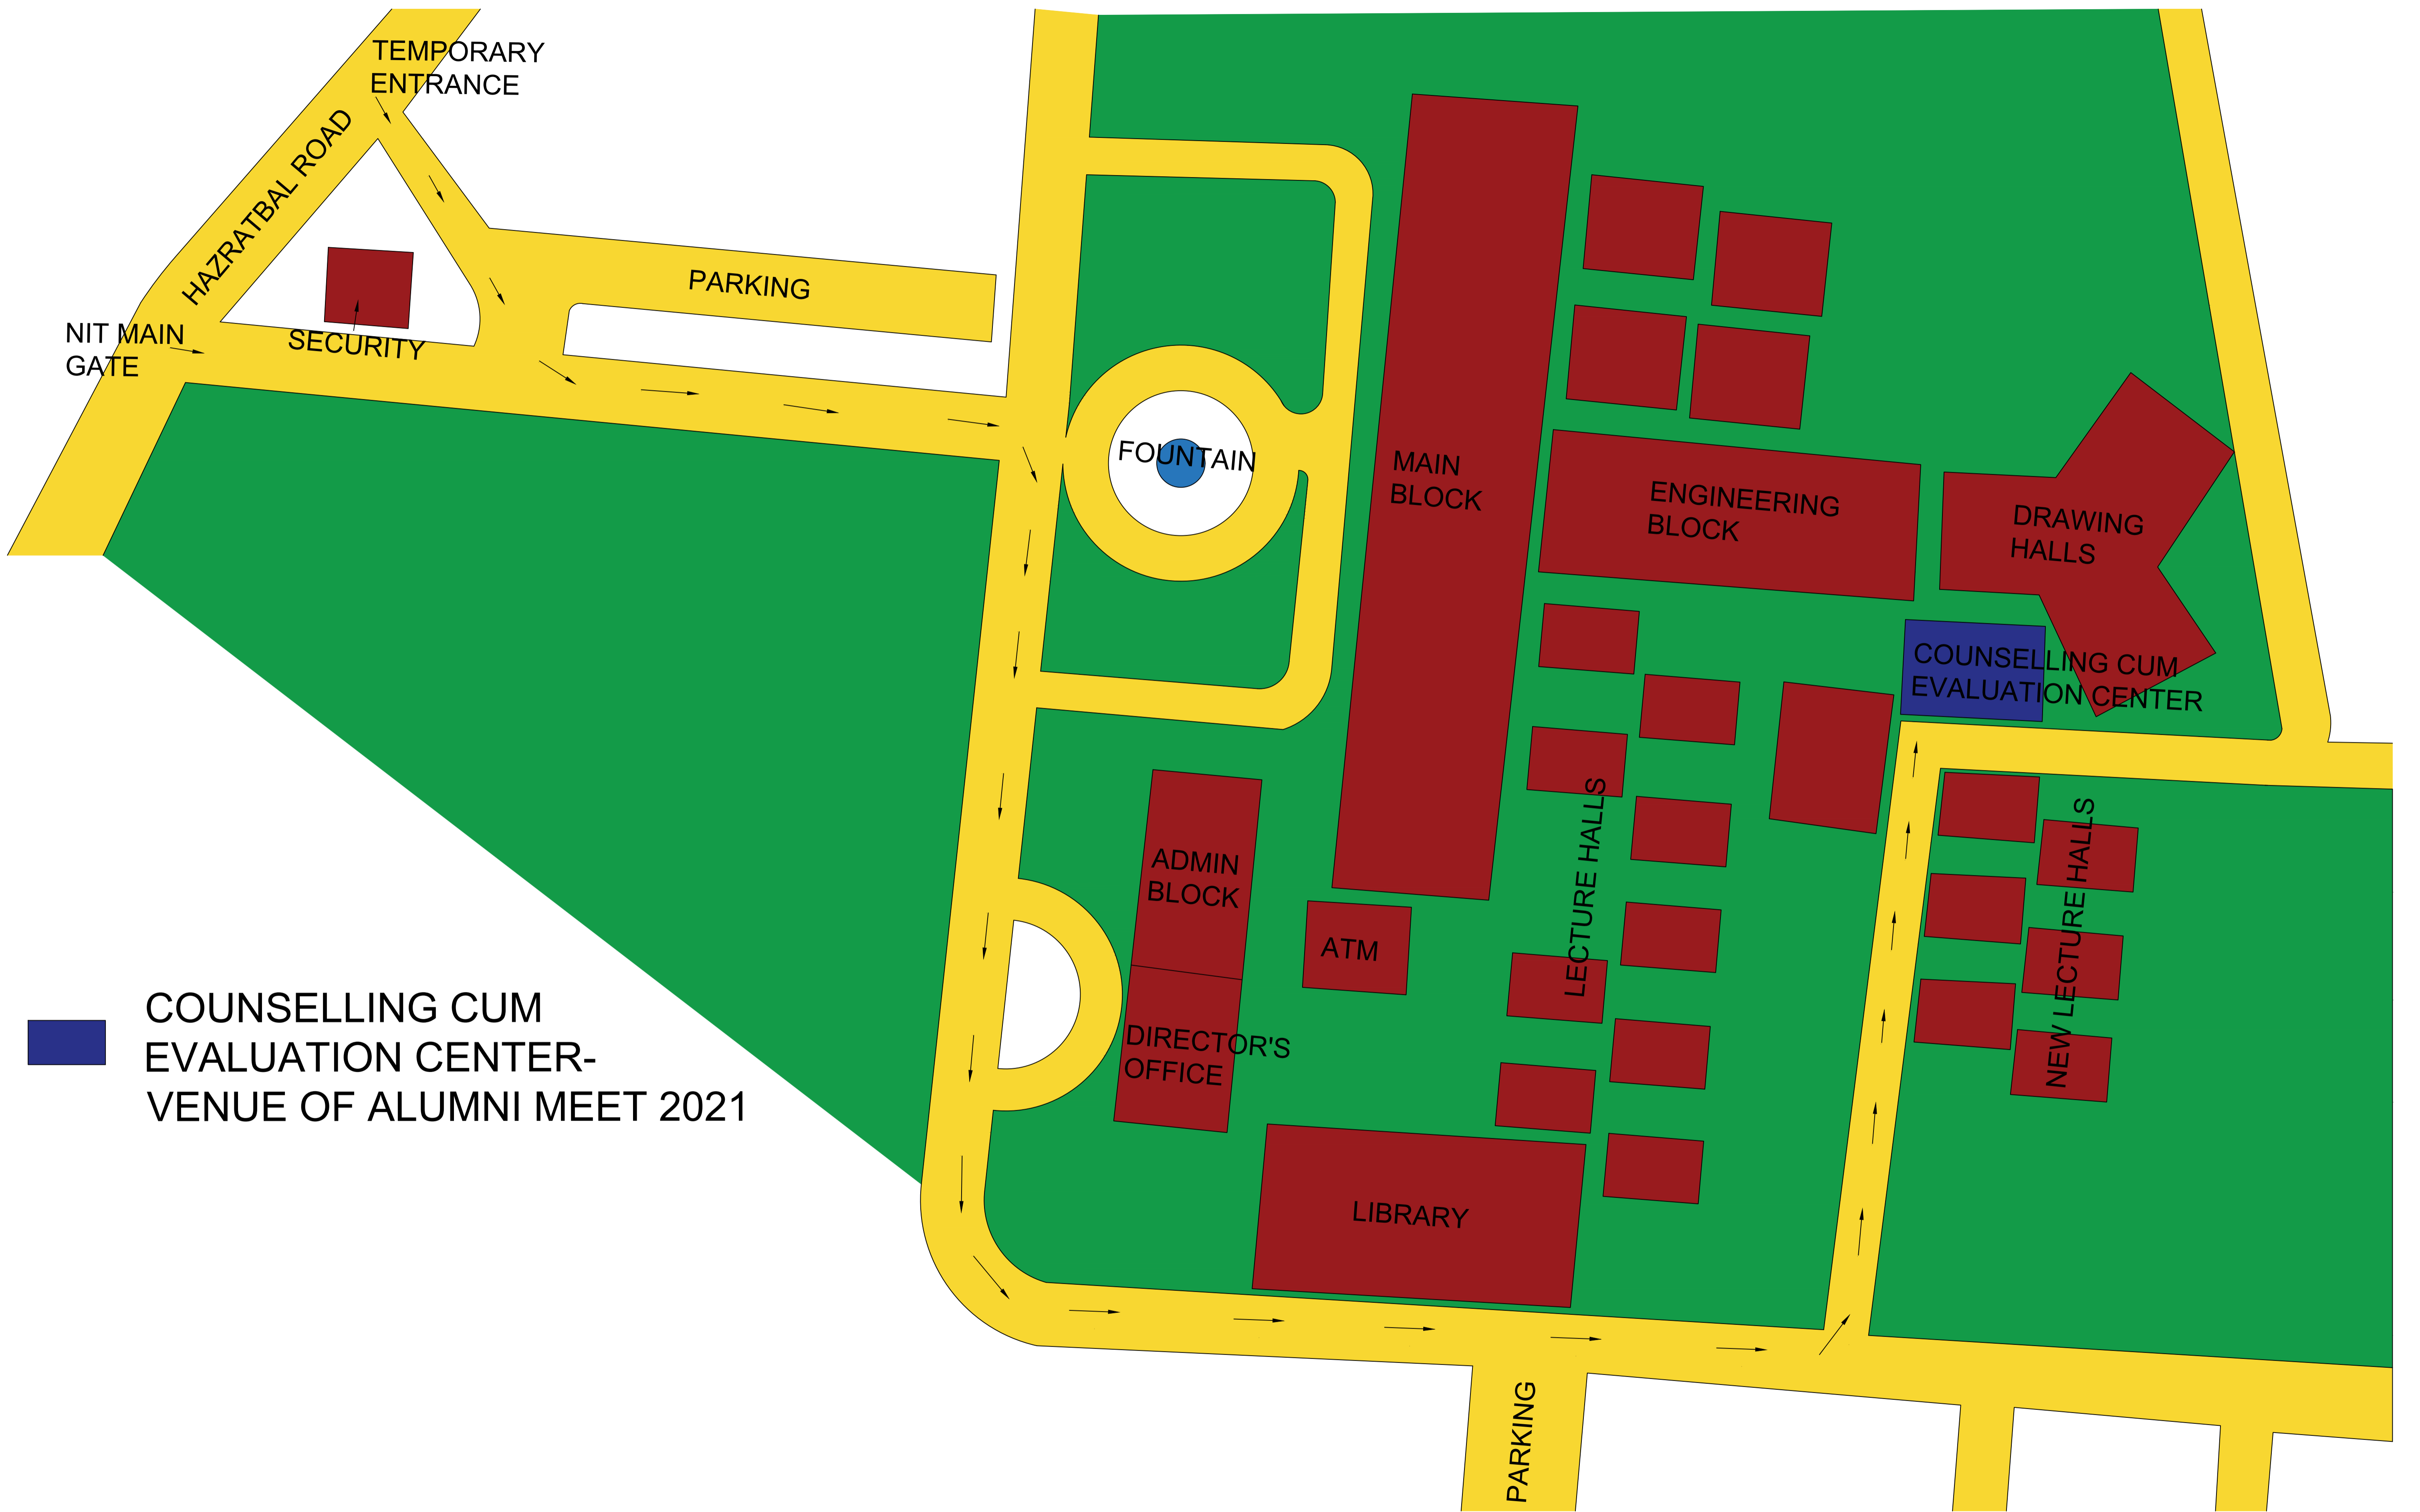 TEMPORARY
ENTRANCE
HAZRATBAL ROAD
NIT MAIN
GATE
SECURITY
PARKING
FOUNTAIN
MAIN
BLOCK
ENGINEERING
BLOCK
DRAWING
HALLS
COUNSELLING CUM
EVALUATION CENTER
ADMIN
BLOCK
ATM
LECTURE HALLS
NEW LECTURE HALLS
DIRECTOR'S
OFFICE
LIBRARY
PARKING
COUNSELLING CUM
EVALUATION CENTER-
VENUE OF ALUMNI MEET 2021